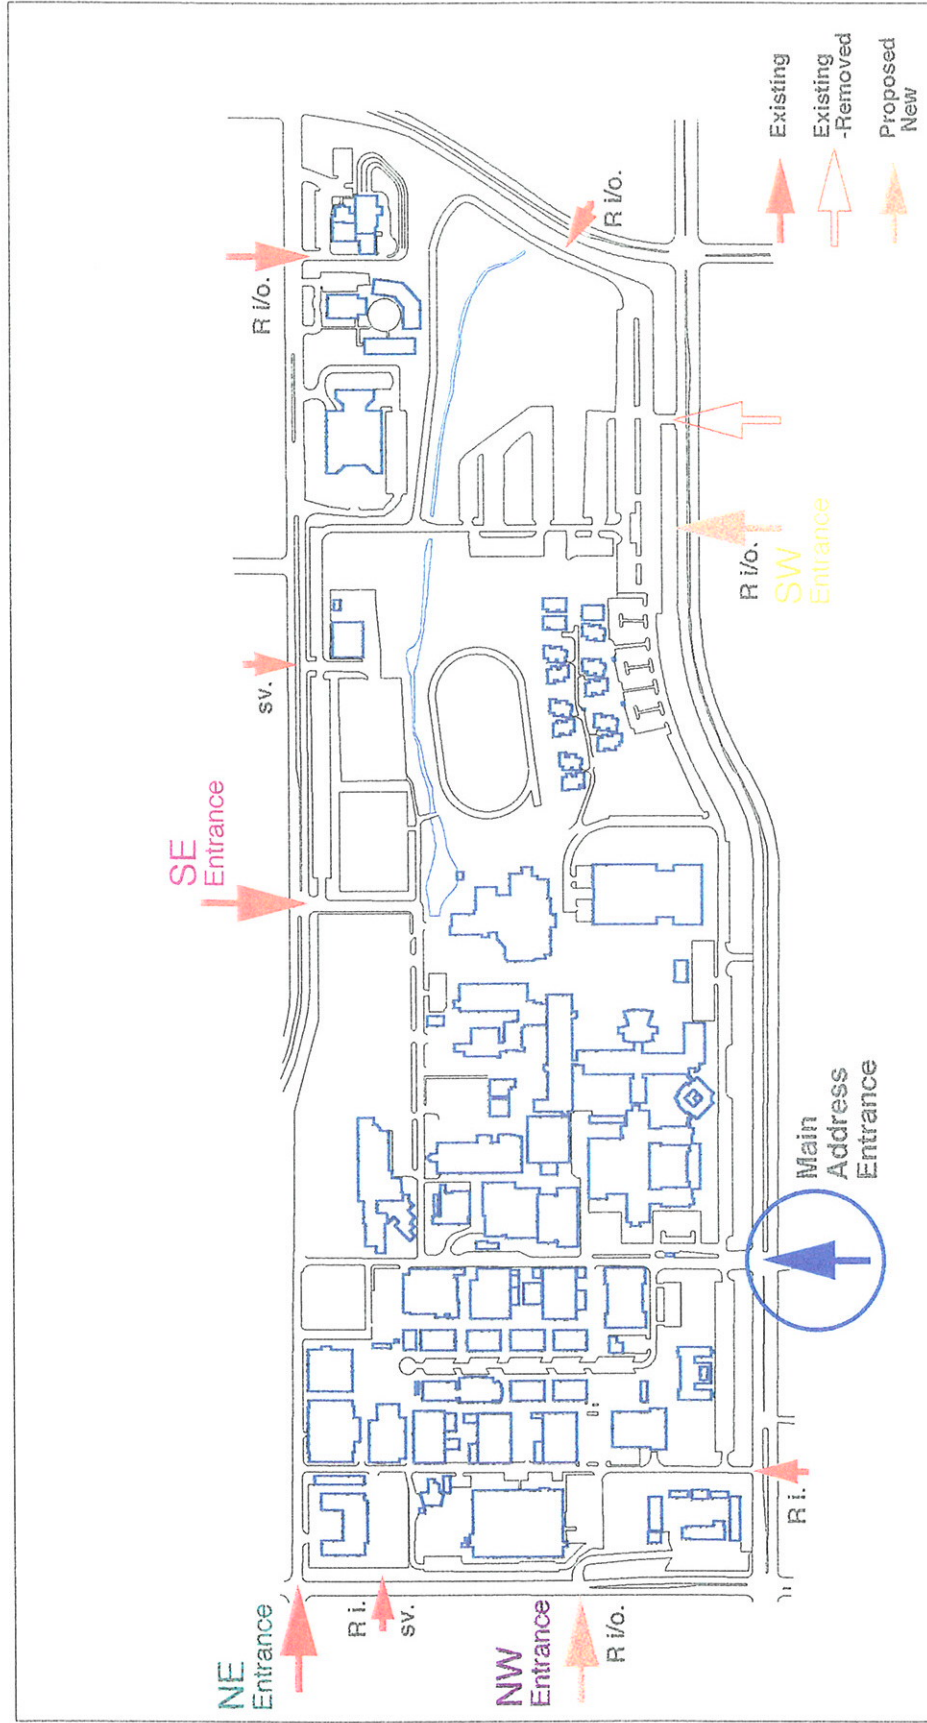 NE
Entrance
R i.
sv.
NW
Entrance
R i/o.
SE
Entrance
sv.
R i/o.
R i.
Main
Address
Entrance
R i/o.
SW
Entrance
R i/o.
Existing
Existing
-Removed
Proposed
New